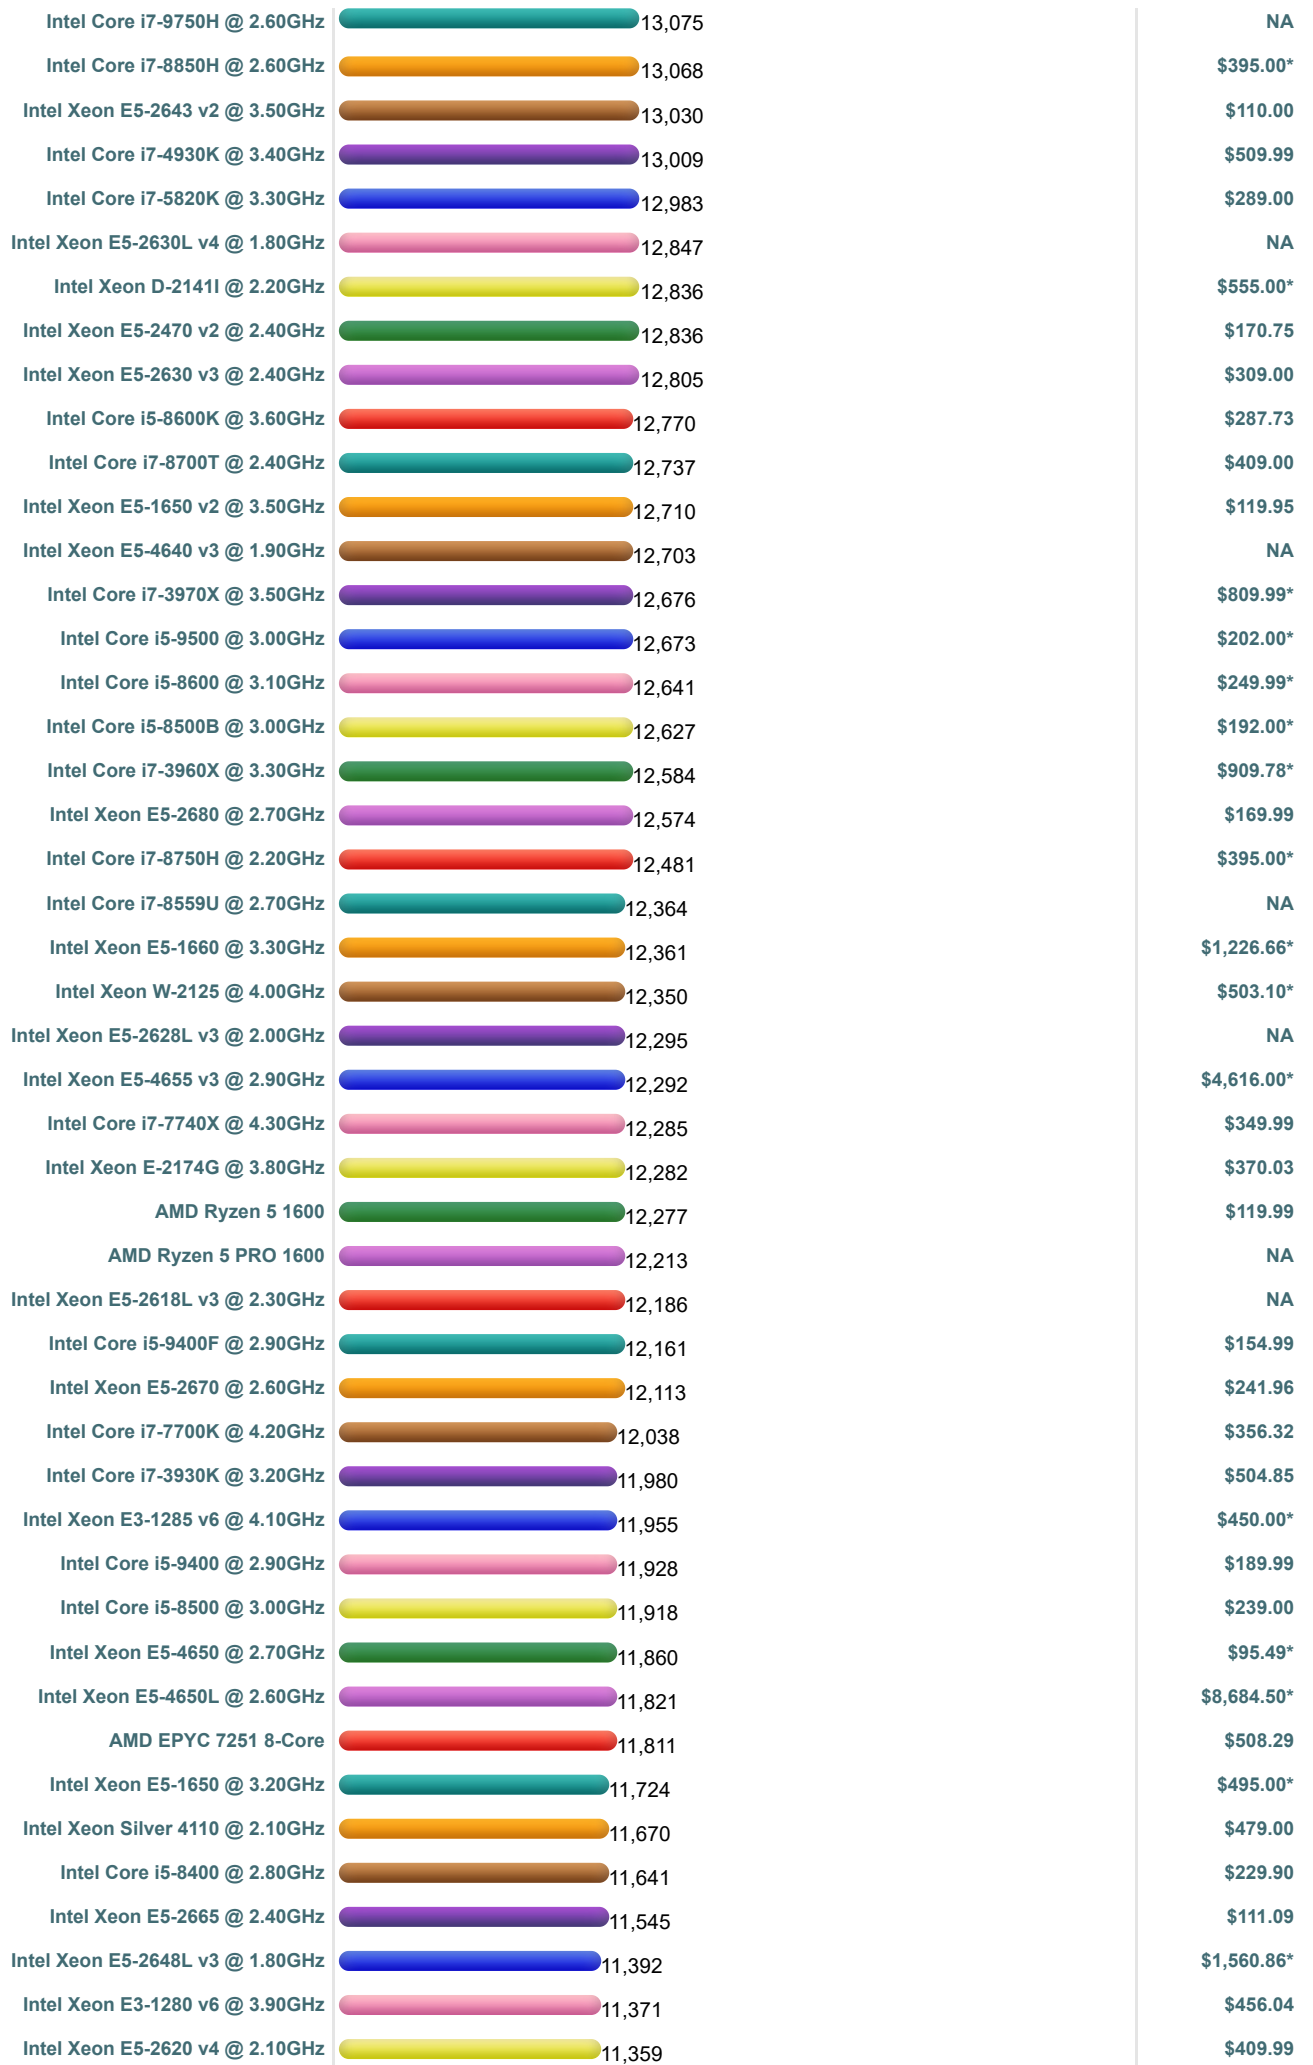 Intel Core i7-9750H @ 2.60GHz 13,075 NA
Intel Core i7-8850H @ 2.60GHz 13,068 $395.00*
Intel Xeon E5-2643 v2 @ 3.50GHz 13,030 $110.00
Intel Core i7-4930K @ 3.40GHz 13,009 $509.99
Intel Core i7-5820K @ 3.30GHz 12,983 $289.00
Intel Xeon E5-2630L v4 @ 1.80GHz 12,847 NA
Intel Xeon D-2141I @ 2.20GHz 12,836 $555.00*
Intel Xeon E5-2470 v2 @ 2.40GHz 12,836 $170.75
Intel Xeon E5-2630 v3 @ 2.40GHz 12,805 $309.00
Intel Core i5-8600K @ 3.60GHz 12,770 $287.73
Intel Core i7-8700T @ 2.40GHz 12,737 $409.00
Intel Xeon E5-1650 v2 @ 3.50GHz 12,710 $119.95
Intel Xeon E5-4640 v3 @ 1.90GHz 12,703 NA
Intel Core i7-3970X @ 3.50GHz 12,676 $809.99*
Intel Core i5-9500 @ 3.00GHz 12,673 $202.00*
Intel Core i5-8600 @ 3.10GHz 12,641 $249.99*
Intel Core i5-8500B @ 3.00GHz 12,627 $192.00*
Intel Core i7-3960X @ 3.30GHz 12,584 $909.78*
Intel Xeon E5-2680 @ 2.70GHz 12,574 $169.99
Intel Core i7-8750H @ 2.20GHz 12,481 $395.00*
Intel Core i7-8559U @ 2.70GHz 12,364 NA
Intel Xeon E5-1660 @ 3.30GHz 12,361 $1,226.66*
Intel Xeon W-2125 @ 4.00GHz 12,350 $503.10*
Intel Xeon E5-2628L v3 @ 2.00GHz 12,295 NA
Intel Xeon E5-4655 v3 @ 2.90GHz 12,292 $4,616.00*
Intel Core i7-7740X @ 4.30GHz 12,285 $349.99
Intel Xeon E-2174G @ 3.80GHz 12,282 $370.03
AMD Ryzen 5 1600 12,277 $119.99
AMD Ryzen 5 PRO 1600 12,213 NA
Intel Xeon E5-2618L v3 @ 2.30GHz 12,186 NA
Intel Core i5-9400F @ 2.90GHz 12,161 $154.99
Intel Xeon E5-2670 @ 2.60GHz 12,113 $241.96
Intel Core i7-7700K @ 4.20GHz 12,038 $356.32
Intel Core i7-3930K @ 3.20GHz 11,980 $504.85
Intel Xeon E3-1285 v6 @ 4.10GHz 11,955 $450.00*
Intel Core i5-9400 @ 2.90GHz 11,928 $189.99
Intel Core i5-8500 @ 3.00GHz 11,918 $239.00
Intel Xeon E5-4650 @ 2.70GHz 11,860 $95.49*
Intel Xeon E5-4650L @ 2.60GHz 11,821 $8,684.50*
AMD EPYC 7251 8-Core 11,811 $508.29
Intel Xeon E5-1650 @ 3.20GHz 11,724 $495.00*
Intel Xeon Silver 4110 @ 2.10GHz 11,670 $479.00
Intel Core i5-8400 @ 2.80GHz 11,641 $229.90
Intel Xeon E5-2665 @ 2.40GHz 11,545 $111.09
Intel Xeon E5-2648L v3 @ 1.80GHz 11,392 $1,560.86*
Intel Xeon E3-1280 v6 @ 3.90GHz 11,371 $456.04
Intel Xeon E5-2620 v4 @ 2.10GHz 11,359 $409.99